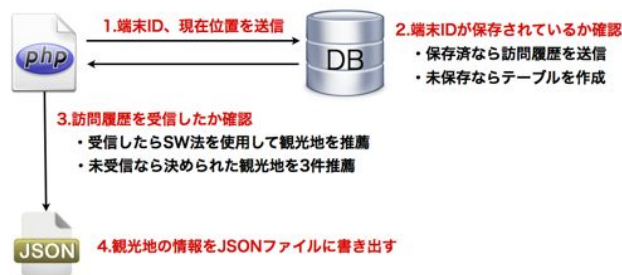 1.端末ID、現在位置を送信
php
DB
2.端末IDが保存されているか確認
・保存済なら訪問履歴を送信
・未保存ならテーブルを作成
3.訪問履歴を受信したか確認
・受信したらSW法を使用して観光地を推薦
・未受信なら決められた観光地を3件推薦
JSON
4.観光地の情報をJSONファイルに書き出す